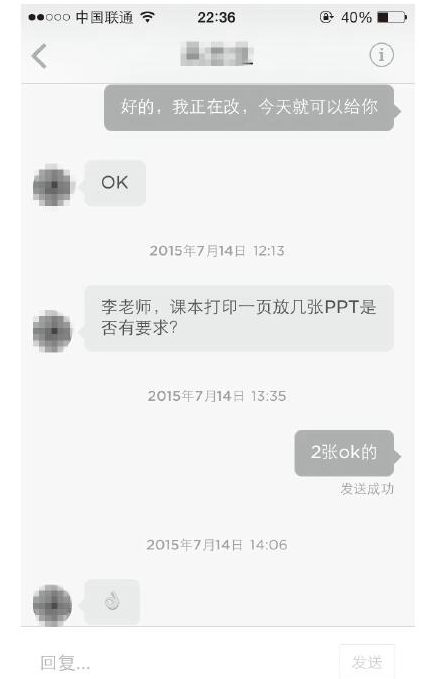 中国联通 22:36 40%
好的，我正在改，今天就可以给你
OK
2015年7月14日 12:13
李老师，课本打印一页放几张PPT是
否有要求？
2015年7月14日 13:35
2张ok的
发送成功
2015年7月14日 14:06
👌
回复... 发送